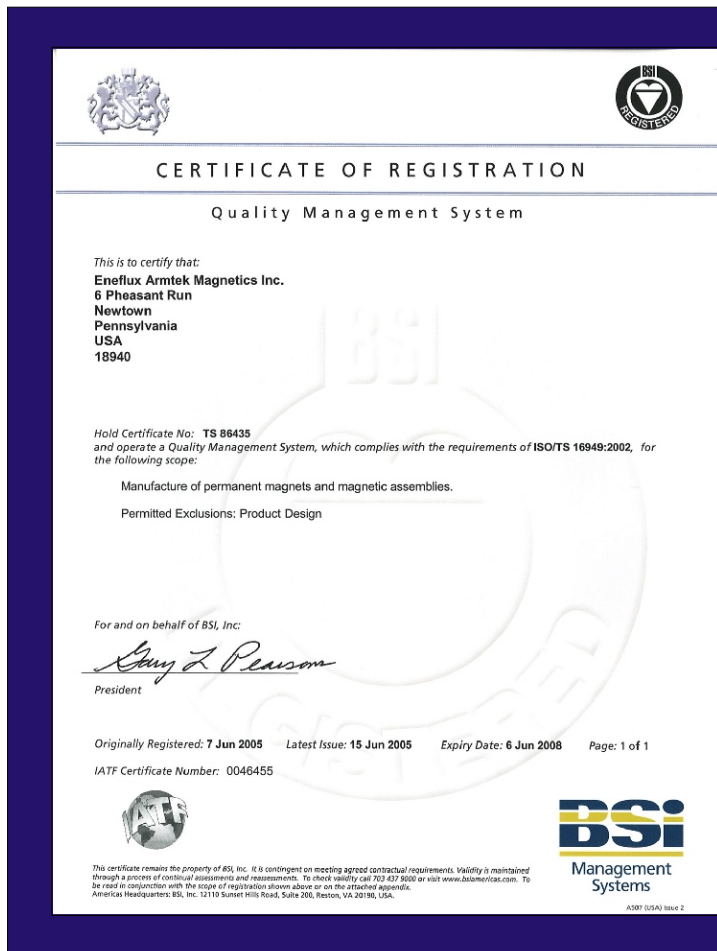 BSI
REGISTERED
CERTIFICATE OF REGISTRATION
Quality Management System
This is to certify that:
Eneflux Armtek Magnetics Inc.
6 Pheasant Run
Newtown
Pennsylvania
USA
18940
BSI
REGISTERED
Hold Certificate No: TS 86435
and operate a Quality Management System, which complies with the requirements of ISO/TS 16949:2002, for
the following scope:
Manufacture of permanent magnets and magnetic assemblies.
Permitted Exclusions: Product Design
For and on behalf of BSI, Inc:
Gary L Pearson
President
Originally Registered: 7 Jun 2005 Latest Issue: 15 Jun 2005 Expiry Date: 6 Jun 2008 Page: 1 of 1
IATF Certificate Number: 0046455
IATF
BSi
Management
Systems
This certificate remains the property of BSI, Inc. It is contingent on meeting agreed contractual requirements. Validity is maintained
through a process of continual assessments and reassessments. To check validity call 703 437 9000 or visit www.bsiamericas.com. To
be read in conjunction with the scope of registration shown above or on the attached appendix.
Americas Headquarters: BSI, Inc. 12110 Sunset Hills Road, Suite 200, Reston, VA 20190, USA.
A507 (USA) Issue 2